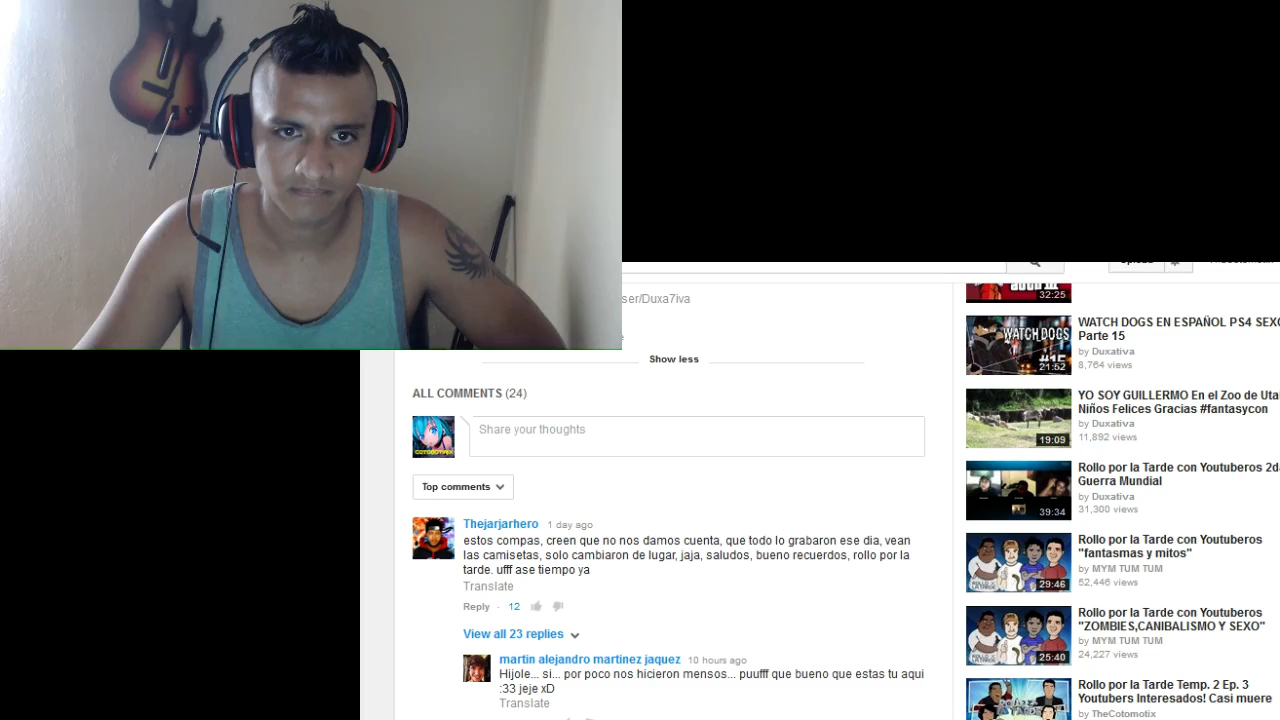 ser/Duxa7iva
Show less
ALL COMMENTS (24)
Share your thoughts
Top comments
Thejarjarhero 1 day ago
estos compas, creen que no nos damos cuenta, que todo lo grabaron ese dia, vean
las camisetas, solo cambiaron de lugar, jaja, saludos, bueno recuerdos, rollo por la
tarde. ufff ase tiempo ya
Translate
Reply · 12
View all 23 replies
martin alejandro martinez jaquez 10 hours ago
Hijole... si... por poco nos hicieron mensos... puufff que bueno que estas tu aqui
:33 jeje xD
Translate
32:25
WATCH DOGS
#15
21:52
WATCH DOGS EN ESPAÑOL PS4 SEXO
Parte 15
by Duxativa
8,764 views
19:09
YO SOY GUILLERMO En el Zoo de Uta
Niños Felices Gracias #fantasycon
by Duxativa
11,892 views
39:34
Rollo por la Tarde con Youtuberos 2d
Guerra Mundial
by Duxativa
31,300 views
29:46
Rollo por la Tarde con Youtuberos
"fantasmas y mitos"
by MYM TUM TUM
52,446 views
25:40
Rollo por la Tarde con Youtuberos
"ZOMBIES,CANIBALISMO Y SEXO"
by MYM TUM TUM
24,227 views
Rollo por la Tarde Temp. 2 Ep. 3
Youtubers Interesados! Casi muere
by TheCotomotix